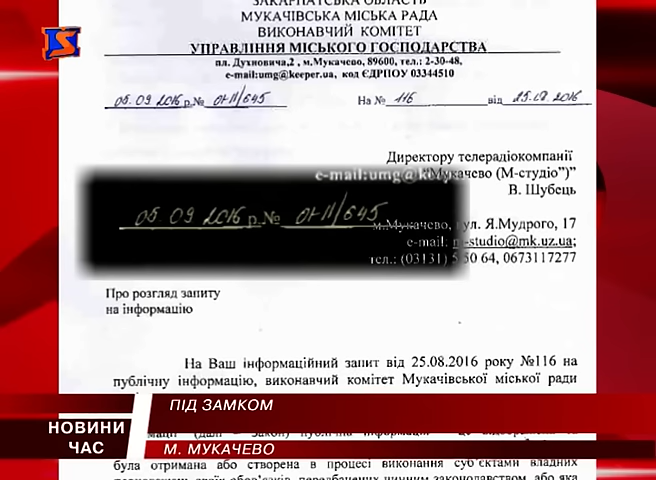 ЗАКАРПАТСЬКА ОБЛАСТЬ
МУКАЧІВСЬКА МІСЬКА РАДА
ВИКОНАВЧИЙ КОМІТЕТ
УПРАВЛІННЯ МІСЬКОГО ГОСПОДАРСТВА
пл. Духновича,2 , м.Мукачево, 89600, тел.: 2-30-48,
e-mail:umg@keeper.ua, код ЄДРПОУ 03344510
05.09.2016 р.№ 01-11/645 На № 116 від 25.08.2016
Директору телерадіокомпанії
"Мукачево (М-студіо")"
В. Шубець
e-mail:umg@ke
05.09.2016 р.№ 01-11/645
м.Мукачево, вул. Я.Мудрого, 17
e-mail: m-studio@mk.uz.ua;
тел.: (03131) 5 50 64, 0673117277
Про розгляд запиту
на інформацію
На Ваш інформаційний запит від 25.08.2016 року №116 на
публічну інформацію, виконавчий комітет Мукачівської міської ради
ПІД ЗАМКОМ
НОВИНИ
ЧАС
М. МУКАЧЕВО
була отримана або створена в процесі виконання суб'єктами владних